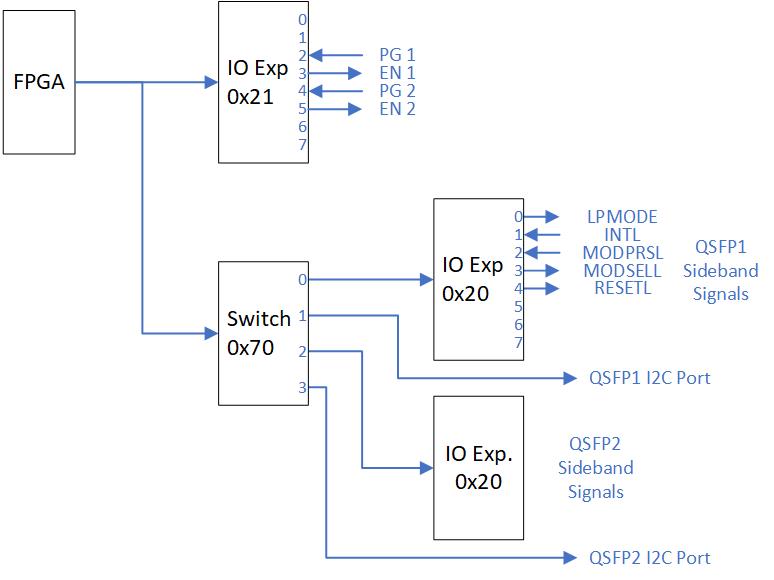 FPGA
IO Exp
0x21
0
1
2
3
4
5
6
7
PG 1
EN 1
PG 2
EN 2
Switch
0x70
0
1
2
3
IO Exp
0x20
0
1
2
3
4
5
6
7
LPMODE
INTL
MODPRSL
MODSELL
RESETL
QSFP1
Sideband
Signals
QSFP1 I2C Port
IO Exp.
0x20
QSFP2
Sideband
Signals
QSFP2 I2C Port